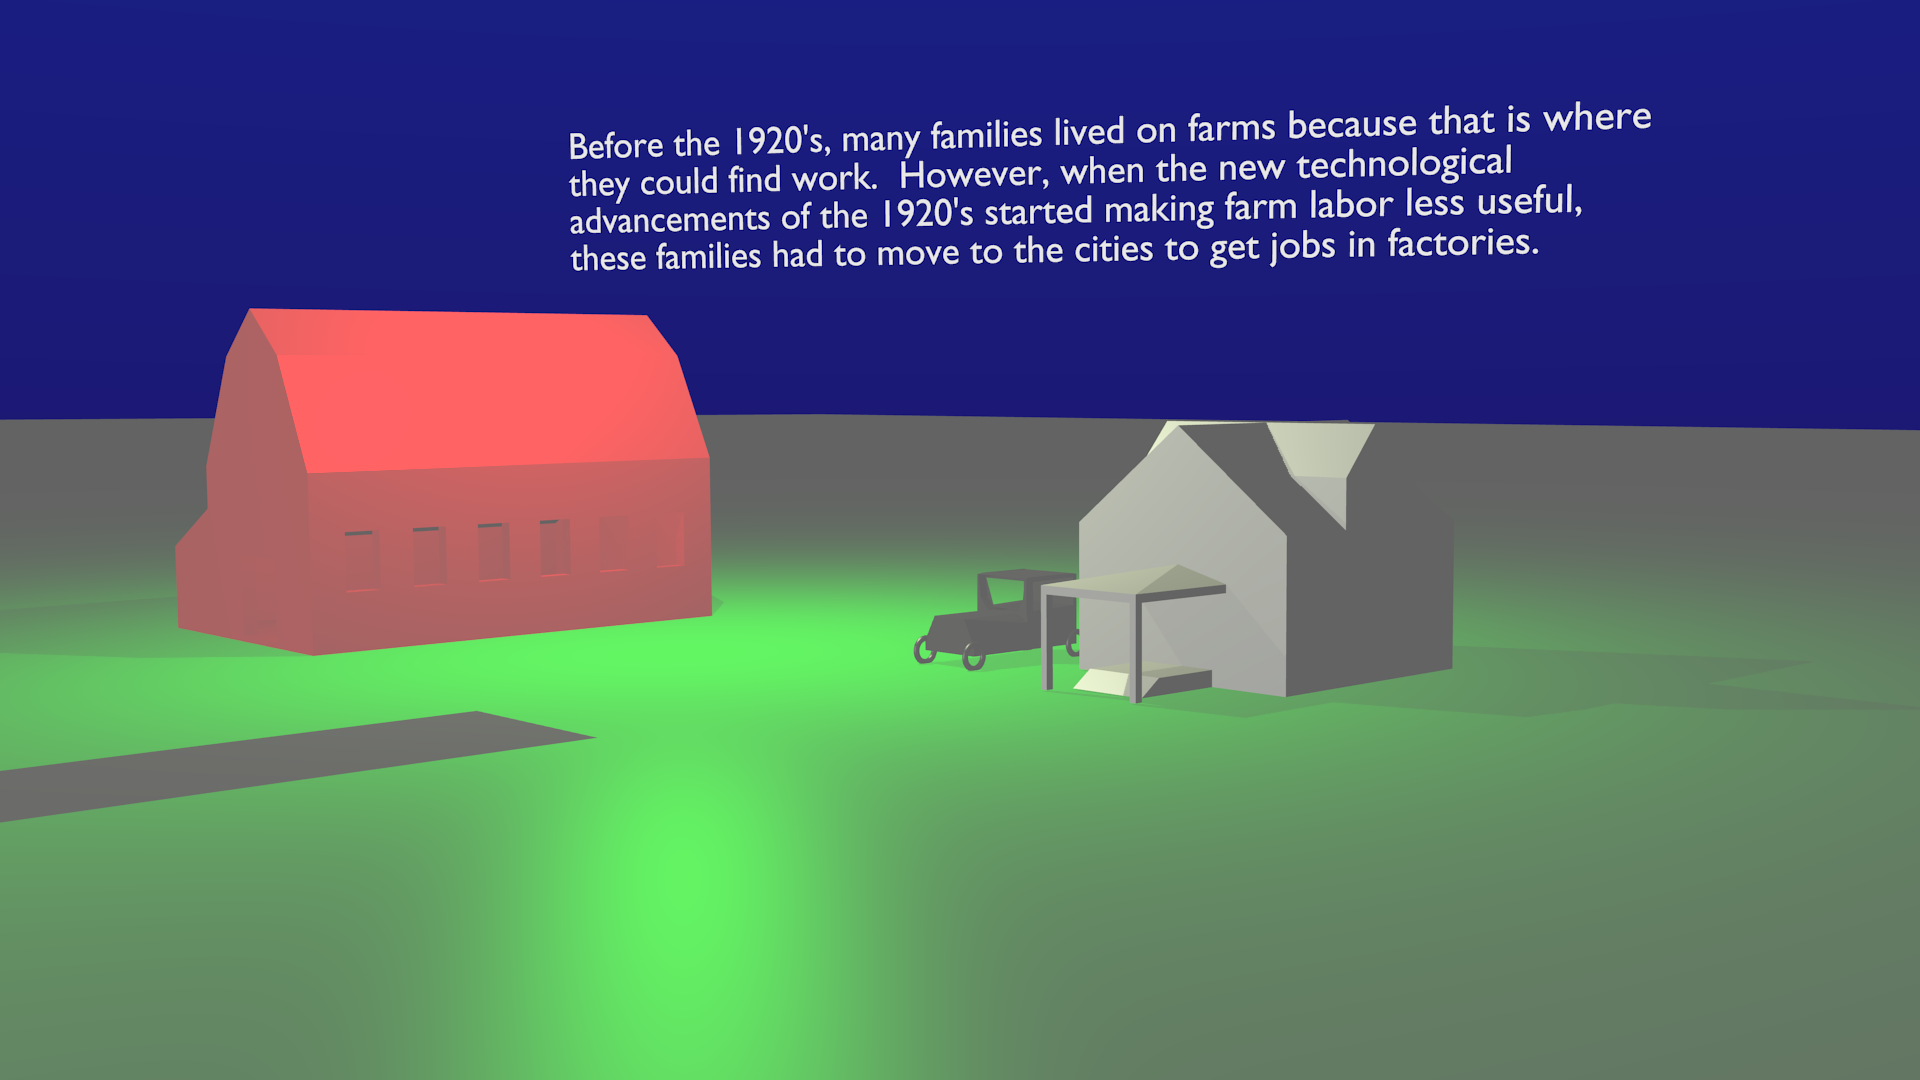 Before the 1920's, many families lived on farms because that is where
they could find work.  However, when the new technological
advancements of the 1920's started making farm labor less useful,
these families had to move to the cities to get jobs in factories.